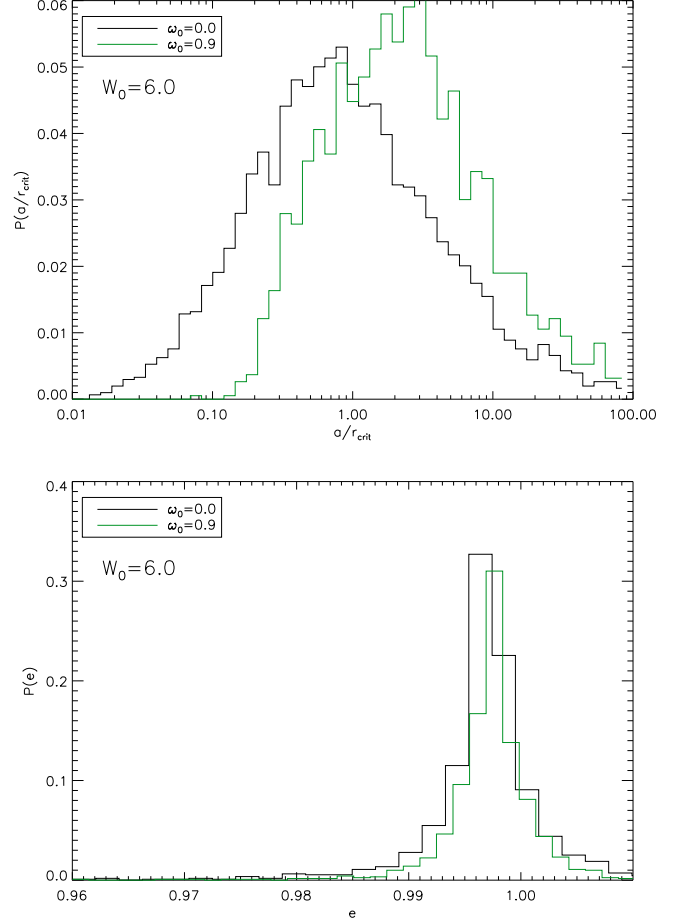 0.06
ω₀=0.0
ω₀=0.9
W₀=6.0
0.05
0.04
P(a/r_crit)
0.03
0.02
0.01
0.00
0.01 0.10 1.00 10.00 100.00
a/r_crit
0.4
ω₀=0.0
ω₀=0.9
W₀=6.0
0.3
P(e)
0.2
0.1
0.0
0.96 0.97 0.98 0.99 1.00
e